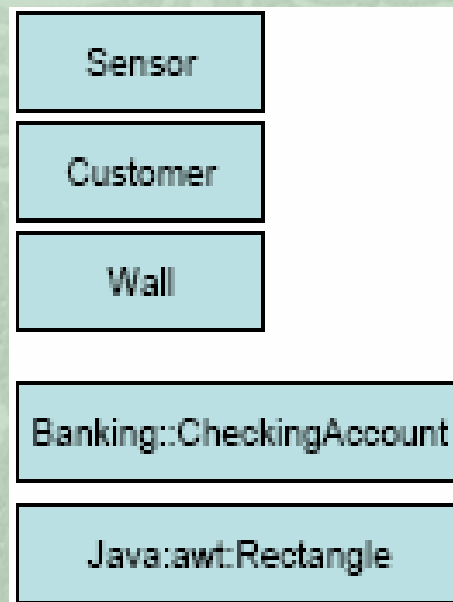 Sensor
Customer
Wall
Banking::CheckingAccount
Java:awt:Rectangle